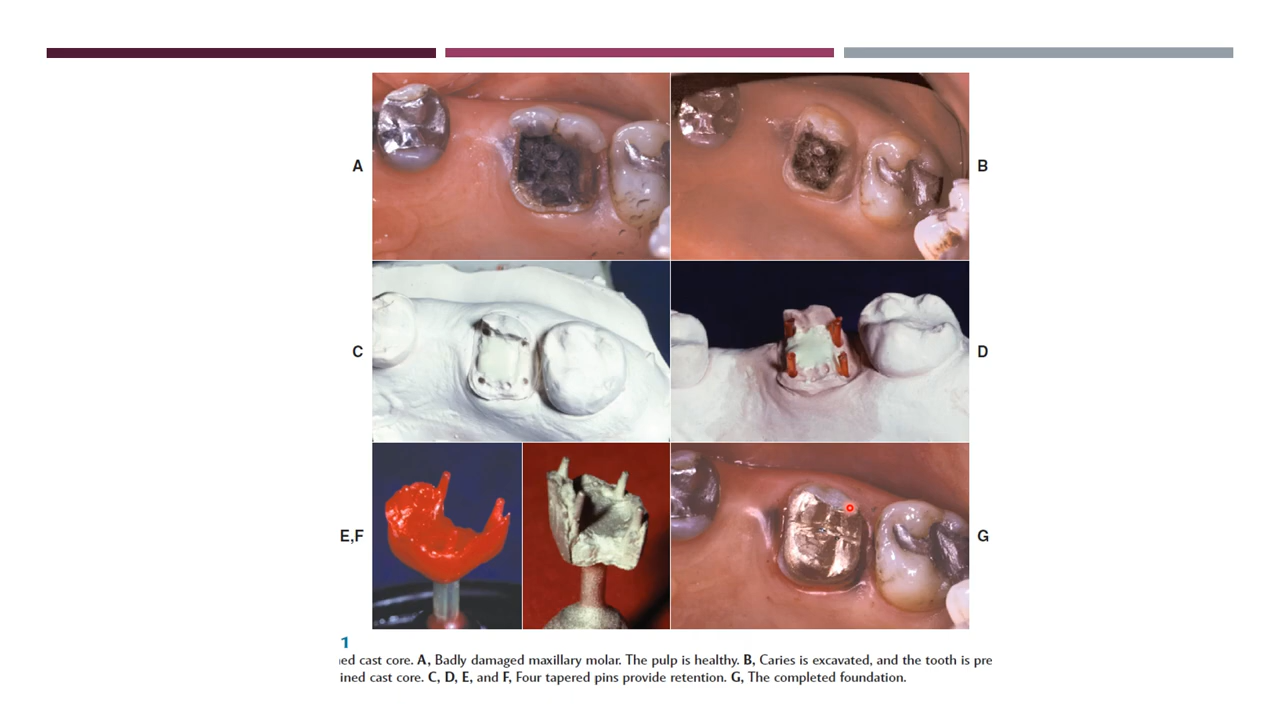 A
B
C
D
E,F
G
1
ed cast core. A, Badly damaged maxillary molar. The pulp is healthy. B, Caries is excavated, and the tooth is pre
ined cast core. C, D, E, and F, Four tapered pins provide retention. G, The completed foundation.